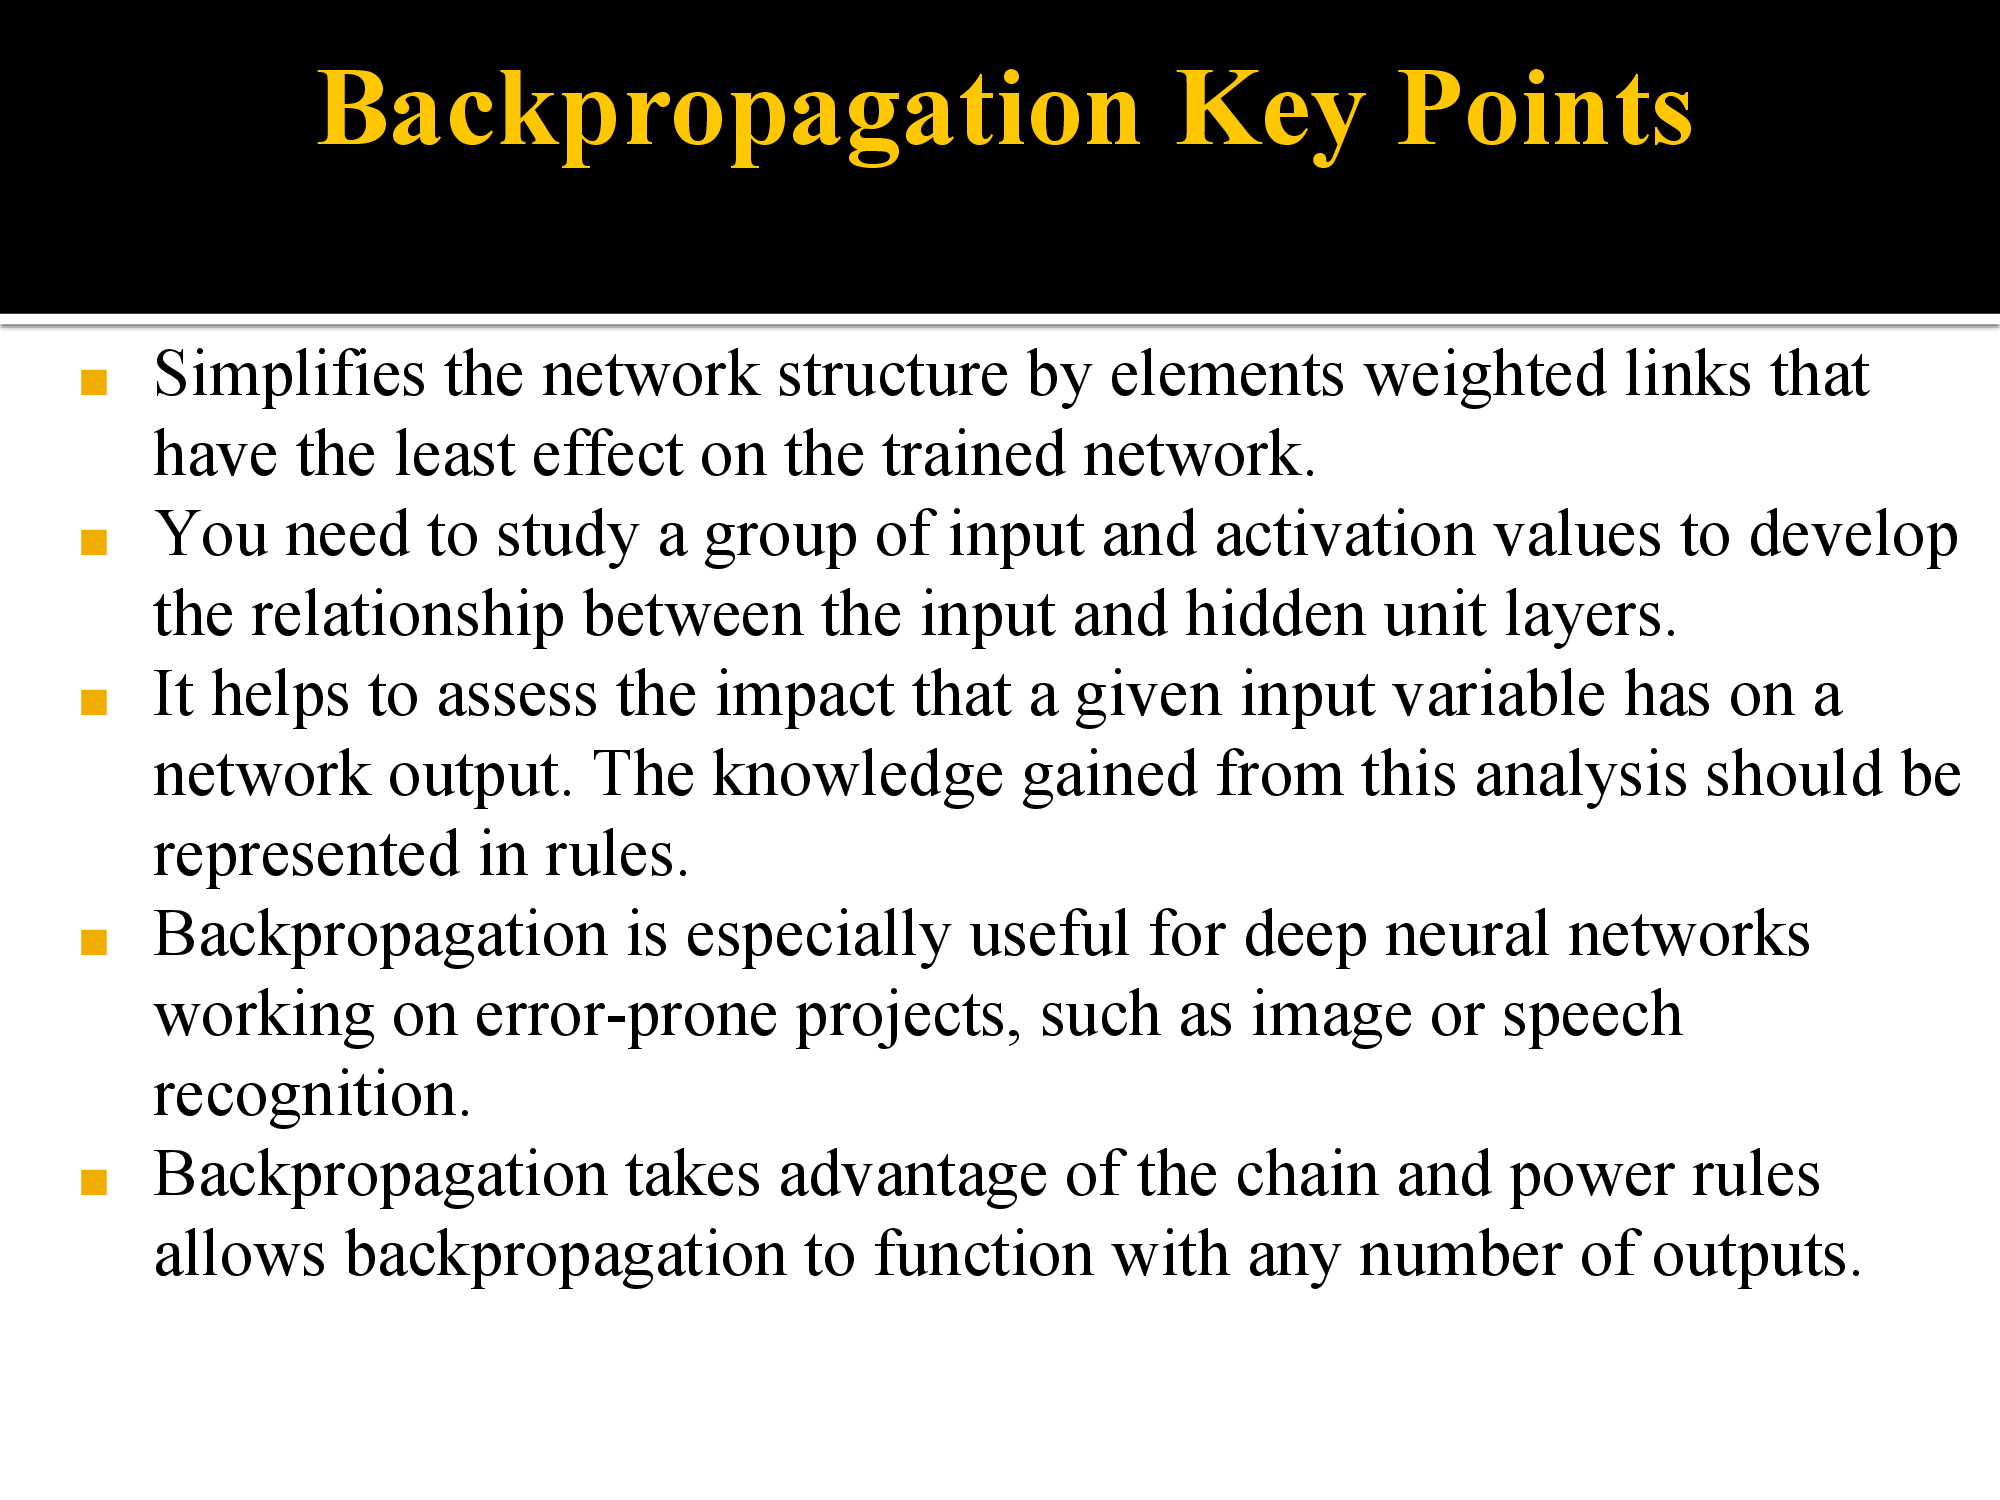 Backpropagation Key Points
Simplifies the network structure by elements weighted links that
have the least effect on the trained network.
You need to study a group of input and activation values to develop
the relationship between the input and hidden unit layers.
It helps to assess the impact that a given input variable has on a
network output. The knowledge gained from this analysis should be
represented in rules.
Backpropagation is especially useful for deep neural networks
working on error-prone projects, such as image or speech
recognition.
Backpropagation takes advantage of the chain and power rules
allows backpropagation to function with any number of outputs.